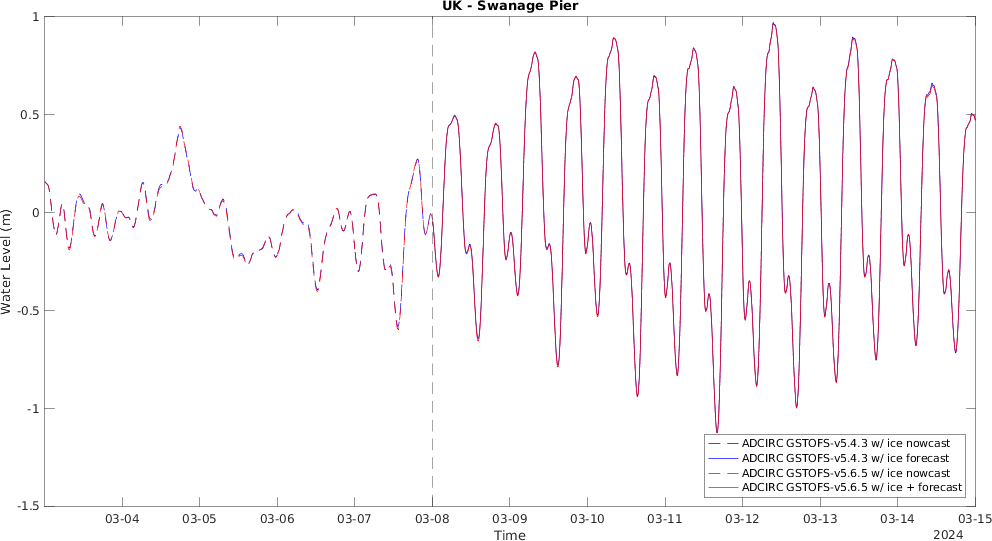 UK - Swanage Pier
1
0.5
0
-0.5
-1
-1.5
Water Level (m)
ADCIRC GSTOFS-v5.4.3 w/ ice nowcast
ADCIRC GSTOFS-v5.4.3 w/ ice forecast
ADCIRC GSTOFS-v5.6.5 w/ ice nowcast
ADCIRC GSTOFS-v5.6.5 w/ ice + forecast
03-04 03-05 03-06 03-07 03-08 03-09 03-10 03-11 03-12 03-13 03-14 03-15
Time
2024